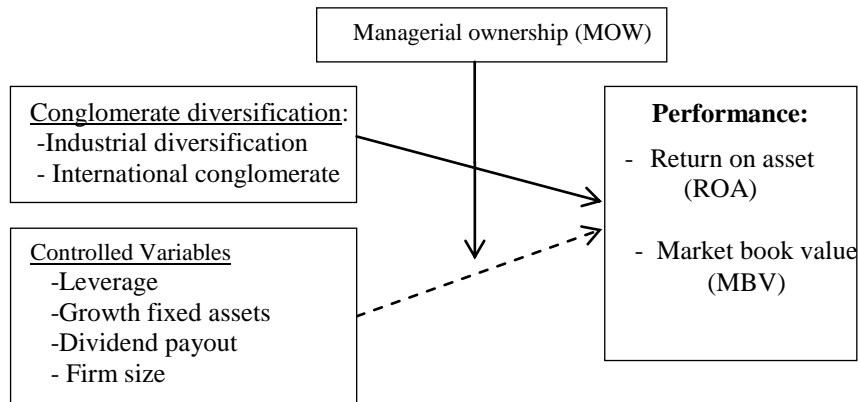 Managerial ownership (MOW)
Conglomerate diversification:
-Industrial diversification
- International conglomerate
Controlled Variables
-Leverage
-Growth fixed assets
-Dividend payout
- Firm size
Performance:
- Return on asset
(ROA)
- Market book value
(MBV)